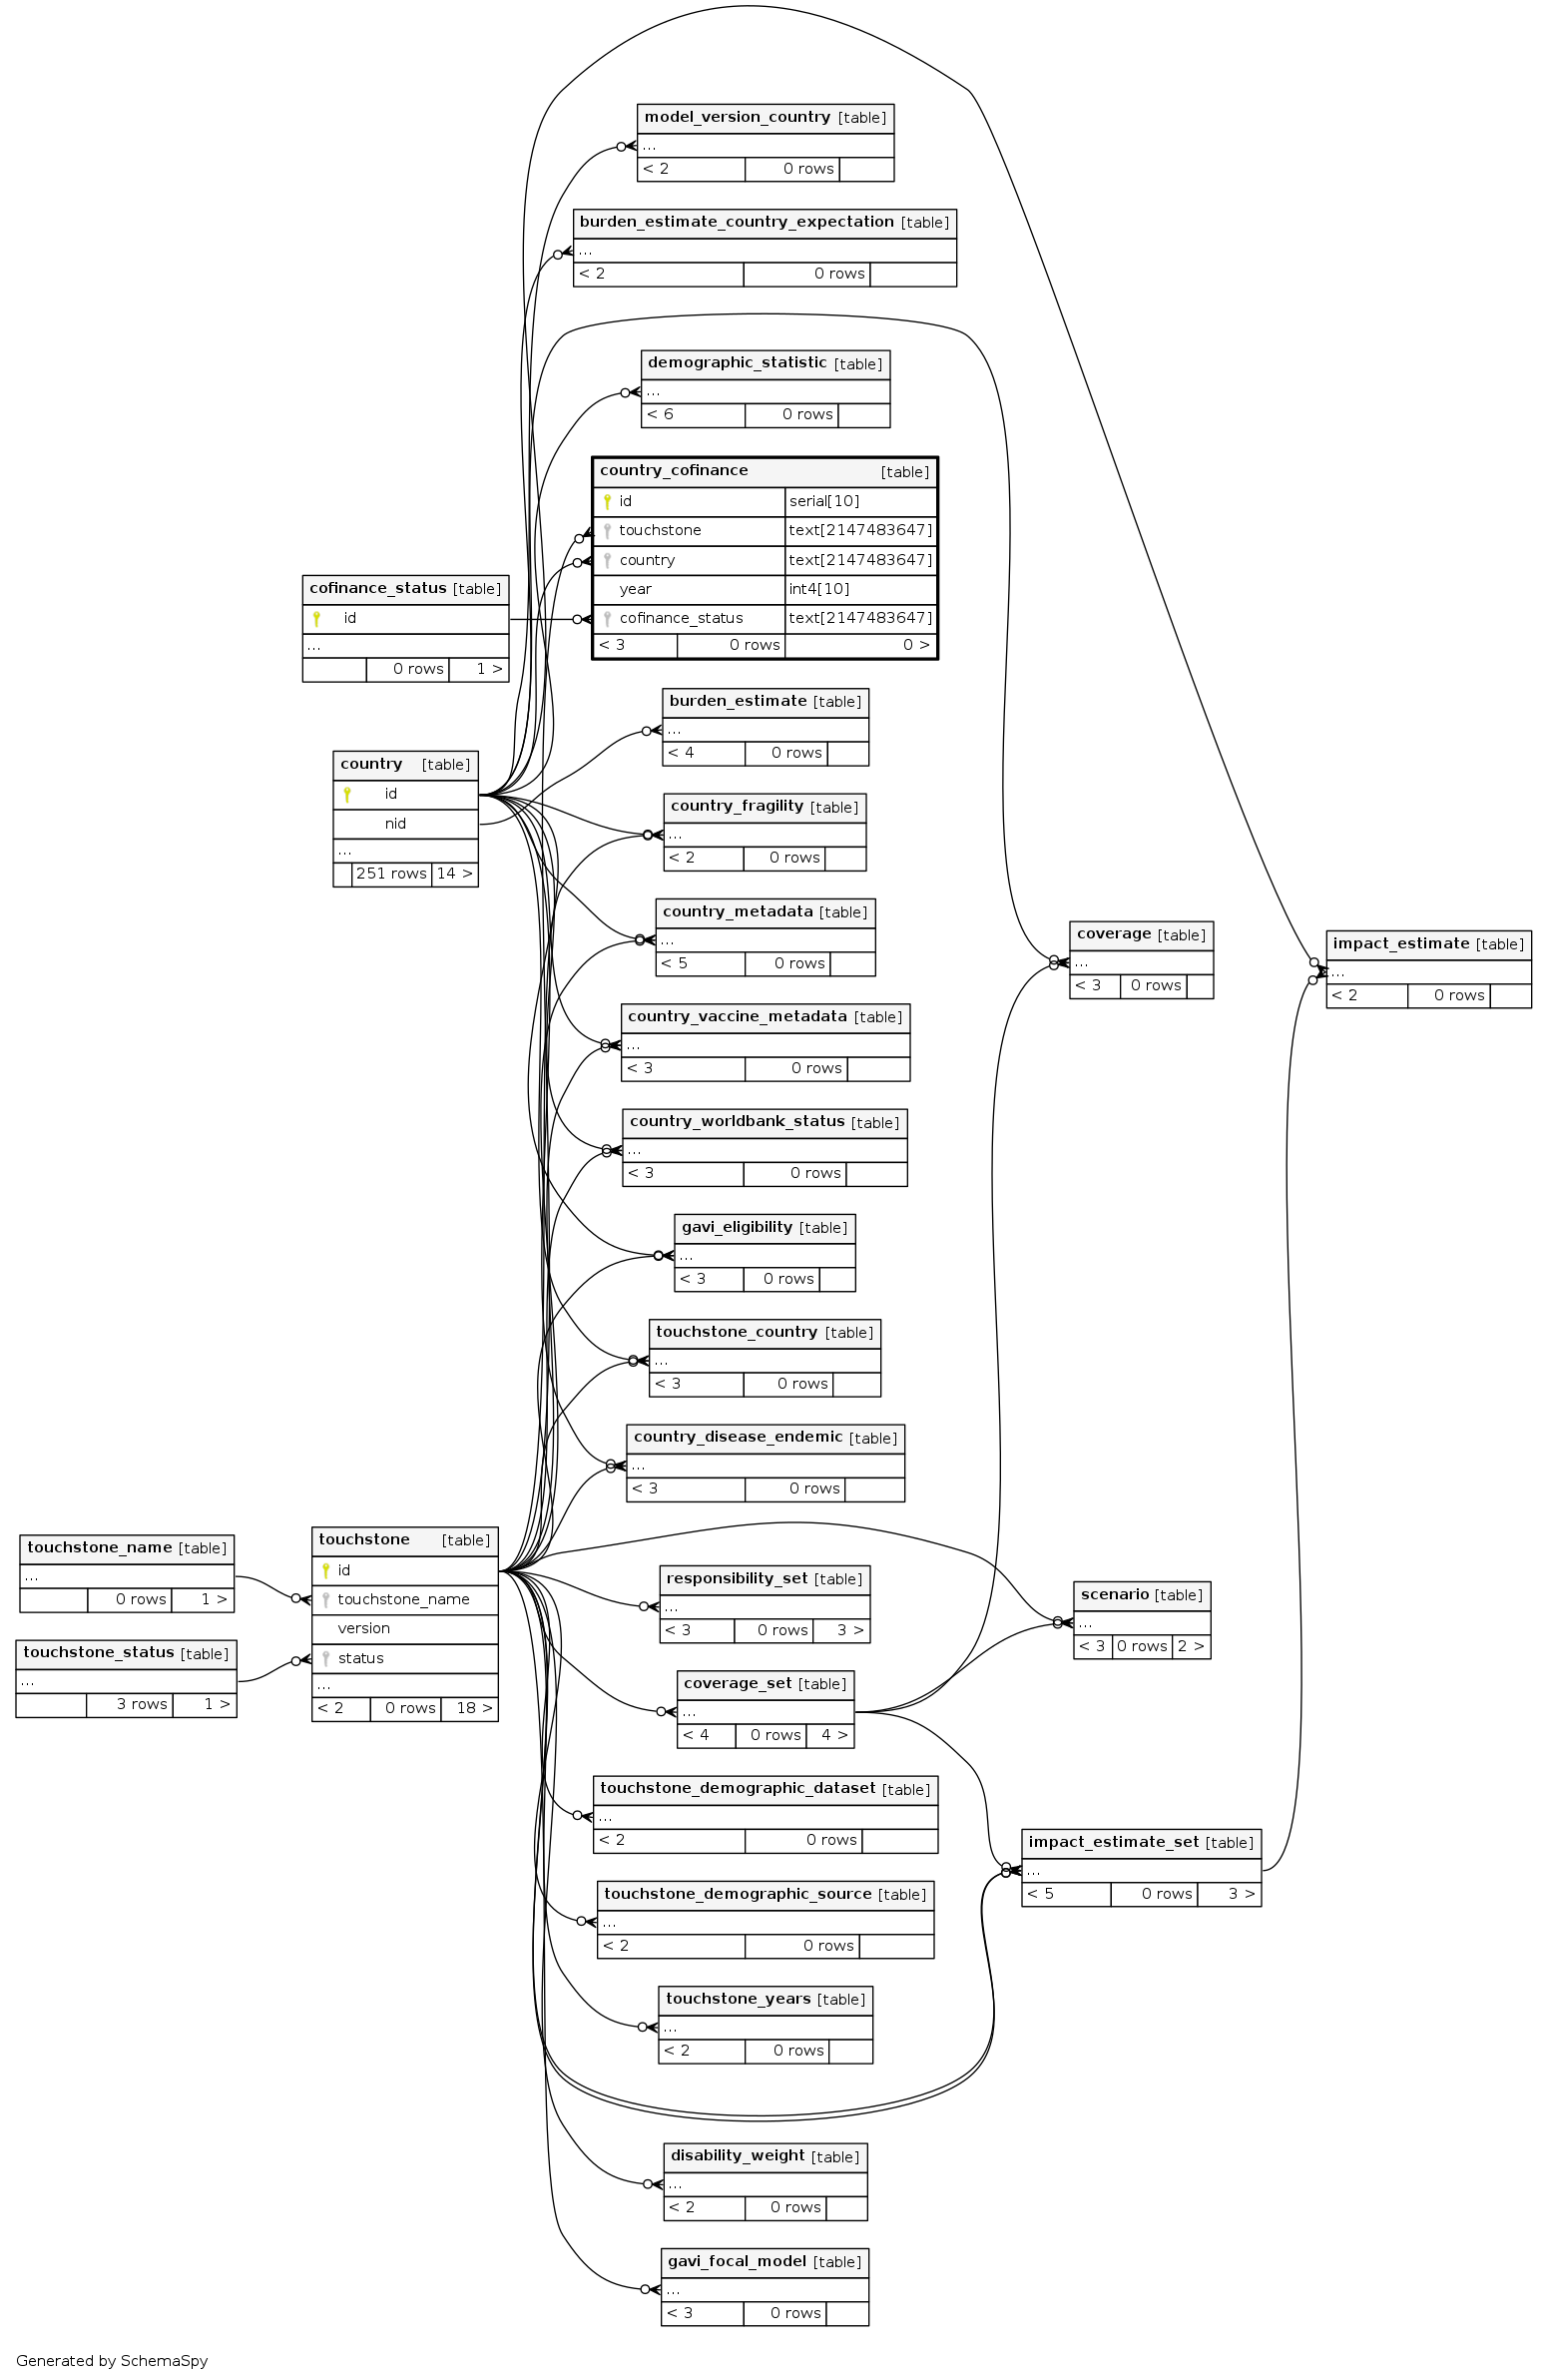 model_version_country [table]
...
< 2 0 rows
burden_estimate_country_expectation [table]
...
< 2 0 rows
demographic_statistic [table]
...
< 6 0 rows
country_cofinance [table]
id serial[10]
touchstone text[2147483647]
country text[2147483647]
year int4[10]
cofinance_status text[2147483647]
< 3 0 rows 0 >
cofinance_status [table]
id
...
0 rows 1 >
burden_estimate [table]
...
< 4 0 rows
country [table]
id
nid
...
251 rows 14 >
country_fragility [table]
...
< 2 0 rows
country_metadata [table]
...
< 5 0 rows
coverage [table]
...
< 3 0 rows
impact_estimate [table]
...
< 2 0 rows
country_vaccine_metadata [table]
...
< 3 0 rows
country_worldbank_status [table]
...
< 3 0 rows
gavi_eligibility [table]
...
< 3 0 rows
touchstone_country [table]
...
< 3 0 rows
country_disease_endemic [table]
...
< 3 0 rows
touchstone_name [table]
...
0 rows 1 >
touchstone_status [table]
...
3 rows 1 >
touchstone [table]
id
touchstone_name
version
status
...
< 2 0 rows 18 >
responsibility_set [table]
...
< 3 0 rows 3 >
scenario [table]
...
< 3 0 rows 2 >
coverage_set [table]
...
< 4 0 rows 4 >
touchstone_demographic_dataset [table]
...
< 2 0 rows
impact_estimate_set [table]
...
< 5 0 rows 3 >
touchstone_demographic_source [table]
...
< 2 0 rows
touchstone_years [table]
...
< 2 0 rows
disability_weight [table]
...
< 2 0 rows
gavi_focal_model [table]
...
< 3 0 rows
Generated by SchemaSpy